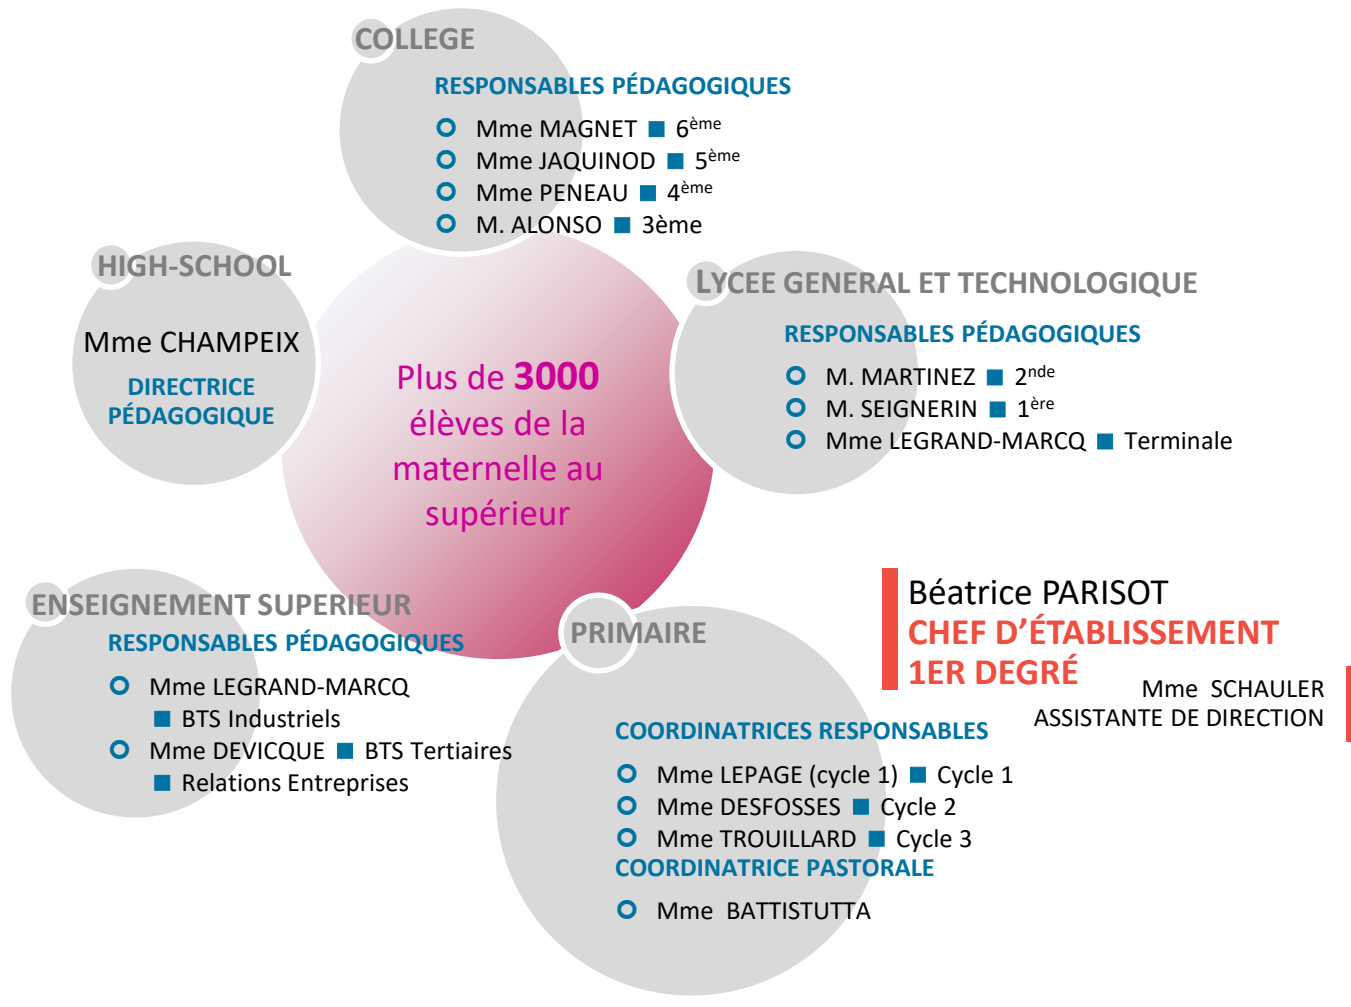 COLLEGE
RESPONSABLES PÉDAGOGIQUES
Mme MAGNET ■ 6ème
Mme JAQUINOD ■ 5ème
Mme PENEAU ■ 4ème
M. ALONSO ■ 3ème
HIGH-SCHOOL
Mme CHAMPEIX
DIRECTRICE
PÉDAGOGIQUE
LYCEE GENERAL ET TECHNOLOGIQUE
RESPONSABLES PÉDAGOGIQUES
M. MARTINEZ ■ 2nde
M. SEIGNERIN ■ 1ère
Mme LEGRAND-MARCQ ■ Terminale
Plus de 3000
élèves de la
maternelle au
supérieur
ENSEIGNEMENT SUPERIEUR
RESPONSABLES PÉDAGOGIQUES
Mme LEGRAND-MARCQ
■ BTS Industriels
Mme DEVICQUE ■ BTS Tertiaires
■ Relations Entreprises
PRIMAIRE
Béatrice PARISOT
CHEF D’ÉTABLISSEMENT
1ER DEGRÉ
Mme SCHAULER
ASSISTANTE DE DIRECTION
COORDINATRICES RESPONSABLES
Mme LEPAGE (cycle 1) ■ Cycle 1
Mme DESFOSSES ■ Cycle 2
Mme TROUILLARD ■ Cycle 3
COORDINATRICE PASTORALE
Mme BATTISTUTTA